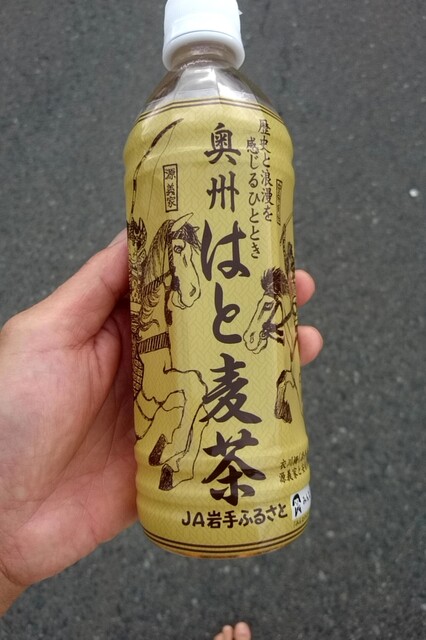 歴史と浪漫を
感じるひととき
奥州はと麦茶
源義家
JA岩手ふるさと